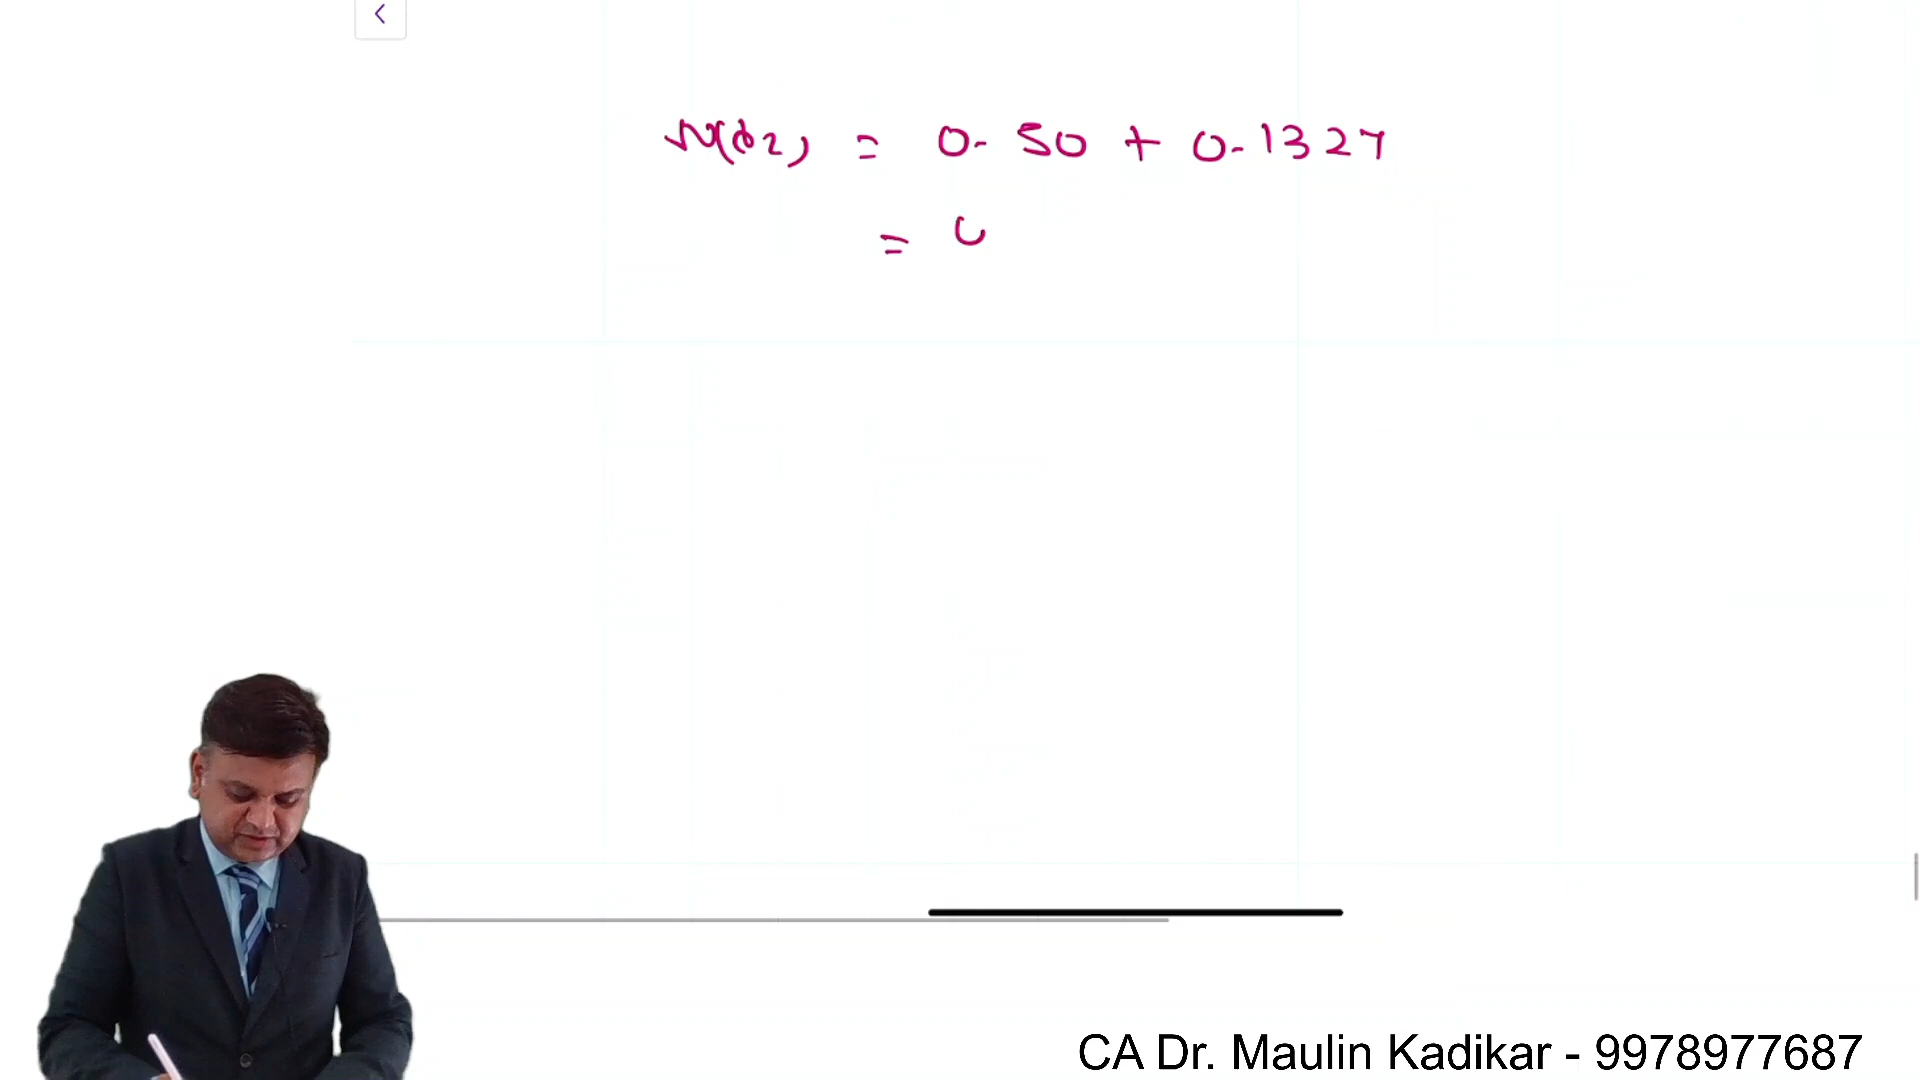 N(d2) = 0.50 + 0.1327
= 0
CA Dr. Maulin Kadikar - 9978977687